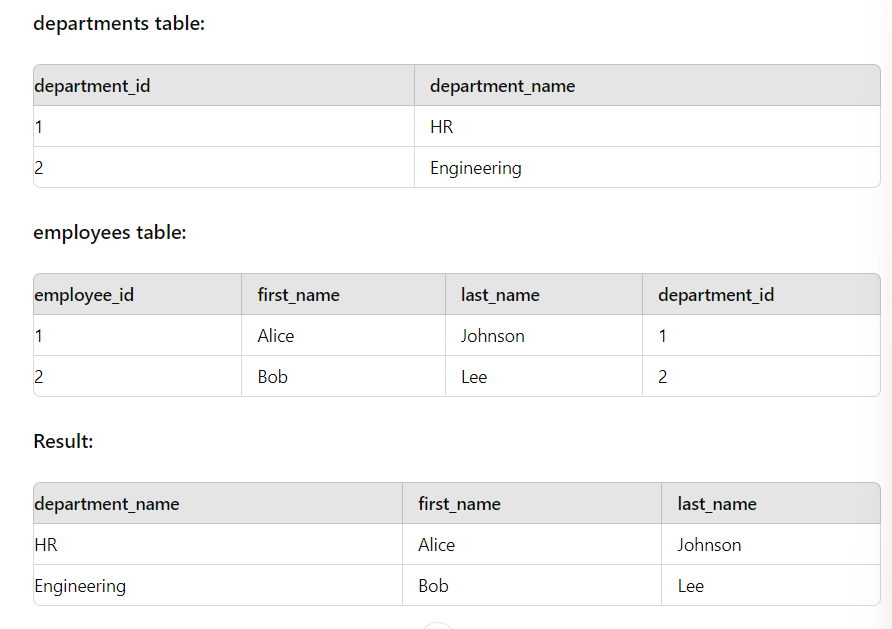 departments table:
department_id department_name
1 HR
2 Engineering
employees table:
employee_id first_name last_name department_id
1 Alice Johnson 1
2 Bob Lee 2
Result:
department_name first_name last_name
HR Alice Johnson
Engineering Bob Lee